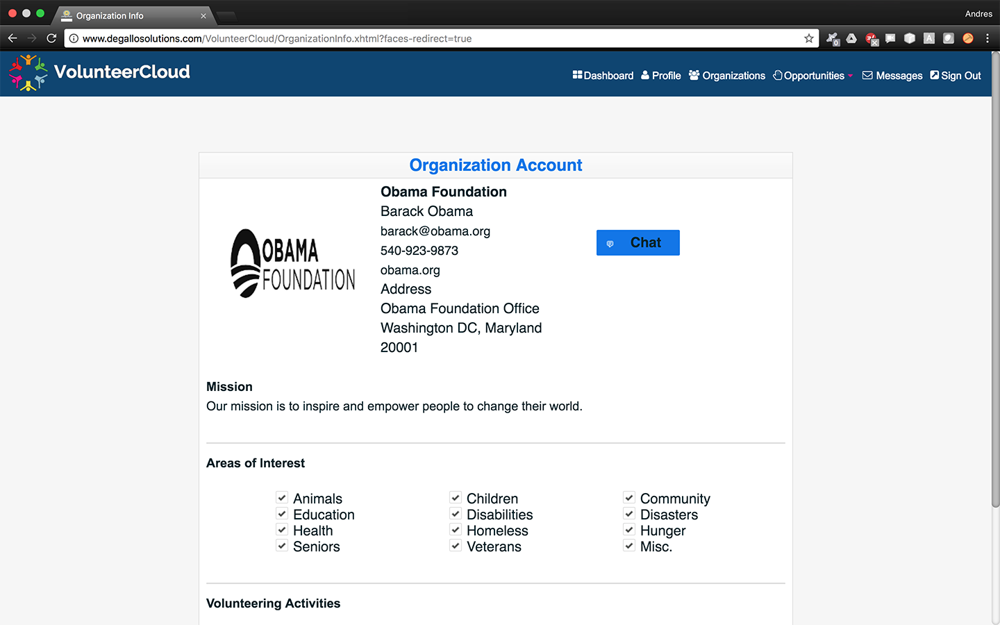 Organization Info
Andres
www.degallosolutions.com/VolunteerCloud/OrganizationInfo.xhtml?faces-redirect=true
0
A
VolunteerCloud
Dashboard Profile Organizations Opportunities Messages Sign Out
Organization Account
OBAMA
FOUNDATION
Obama Foundation
Barack Obama
barack@obama.org
540-923-9873
obama.org
Address
Obama Foundation Office
Washington DC, Maryland
20001
Chat
Mission
Our mission is to inspire and empower people to change their world.
Areas of Interest
Animals Children Community
Education Disabilities Disasters
Health Homeless Hunger
Seniors Veterans Misc.
Volunteering Activities